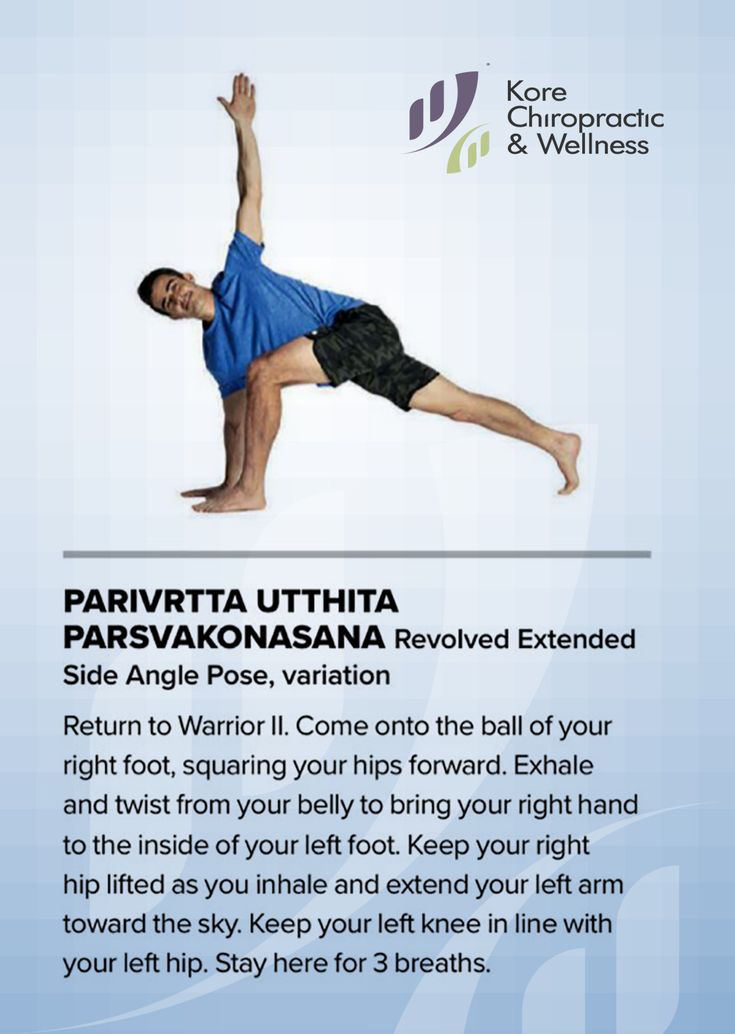 Kore
Chiropractic
& Wellness
PARIVRTTA UTTHITA
PARSVAKONASANA Revolved Extended
Side Angle Pose, variation
Return to Warrior II. Come onto the ball of your
right foot, squaring your hips forward. Exhale
and twist from your belly to bring your right hand
to the inside of your left foot. Keep your right
hip lifted as you inhale and extend your left arm
toward the sky. Keep your left knee in line with
your left hip. Stay here for 3 breaths.